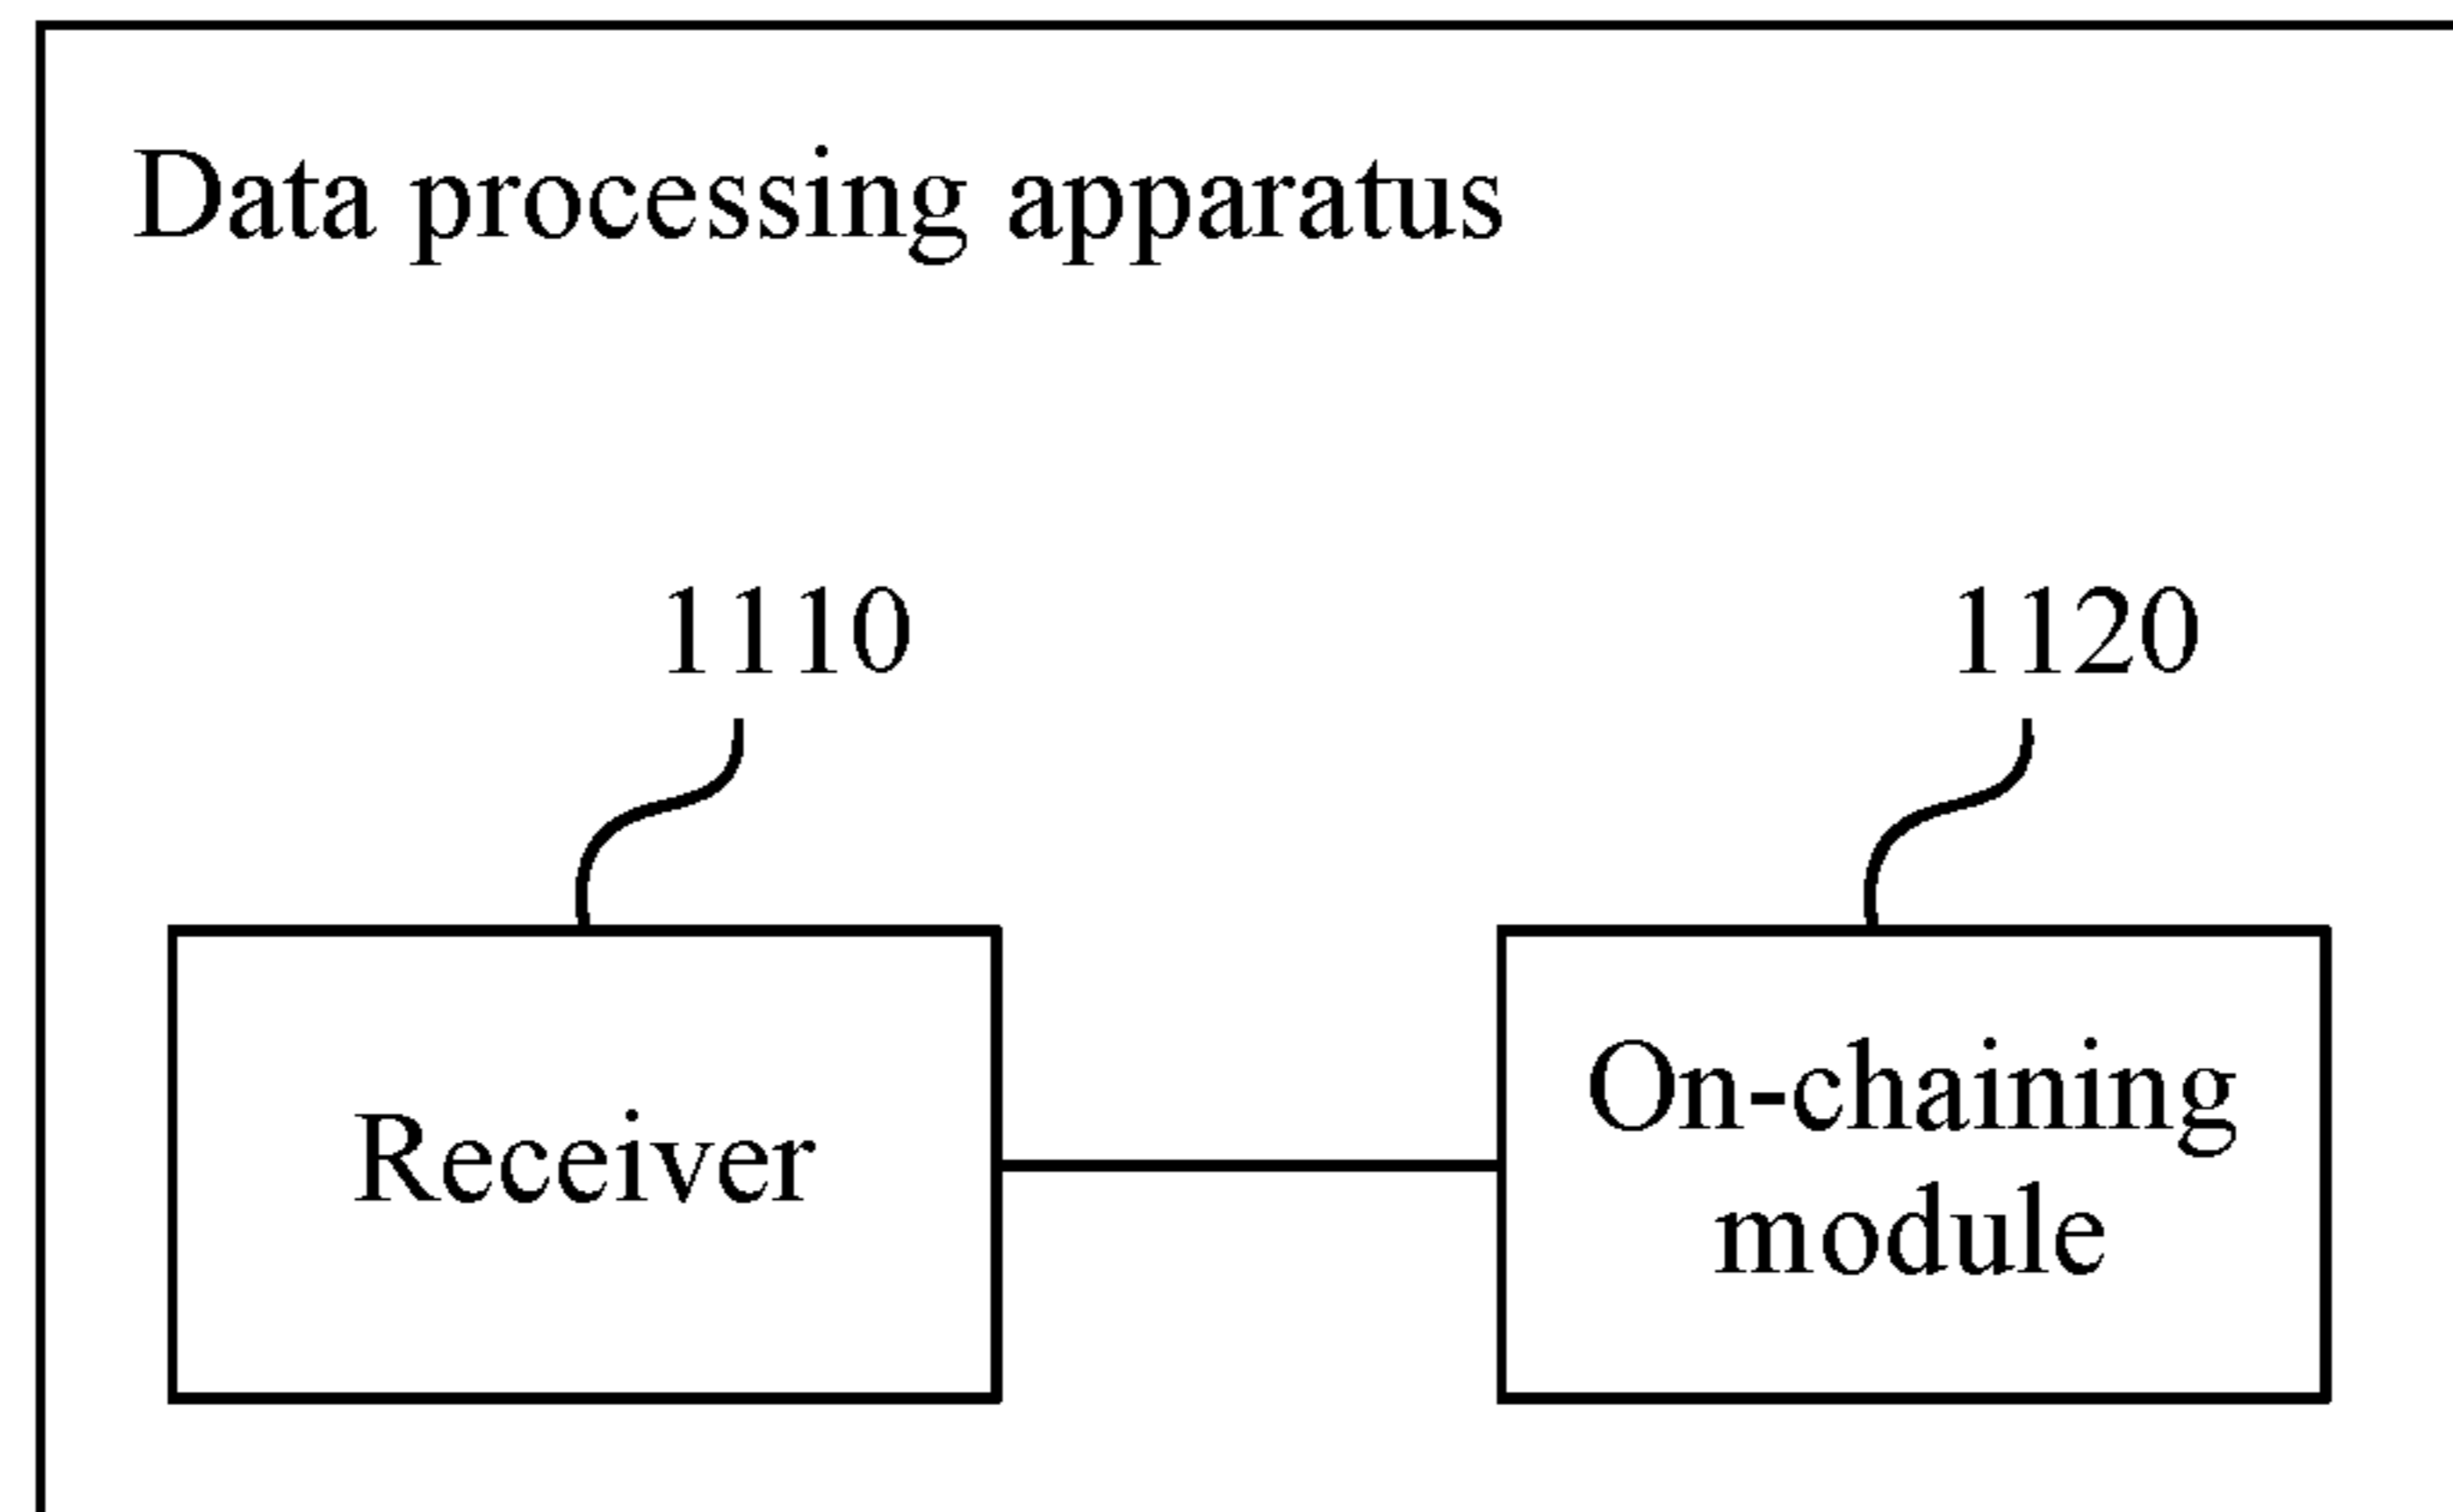 Data processing apparatus
1110
1120
Receiver
On-chaining
module